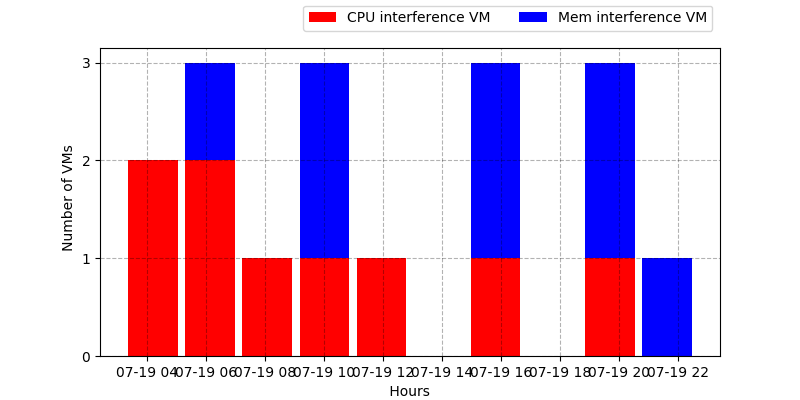 CPU interference VM Mem interference VM
3
2
1
0
Number of VMs
07-19 04 07-19 06 07-19 08 07-19 10 07-19 12 07-19 14 07-19 16 07-19 18 07-19 20 07-19 22
Hours